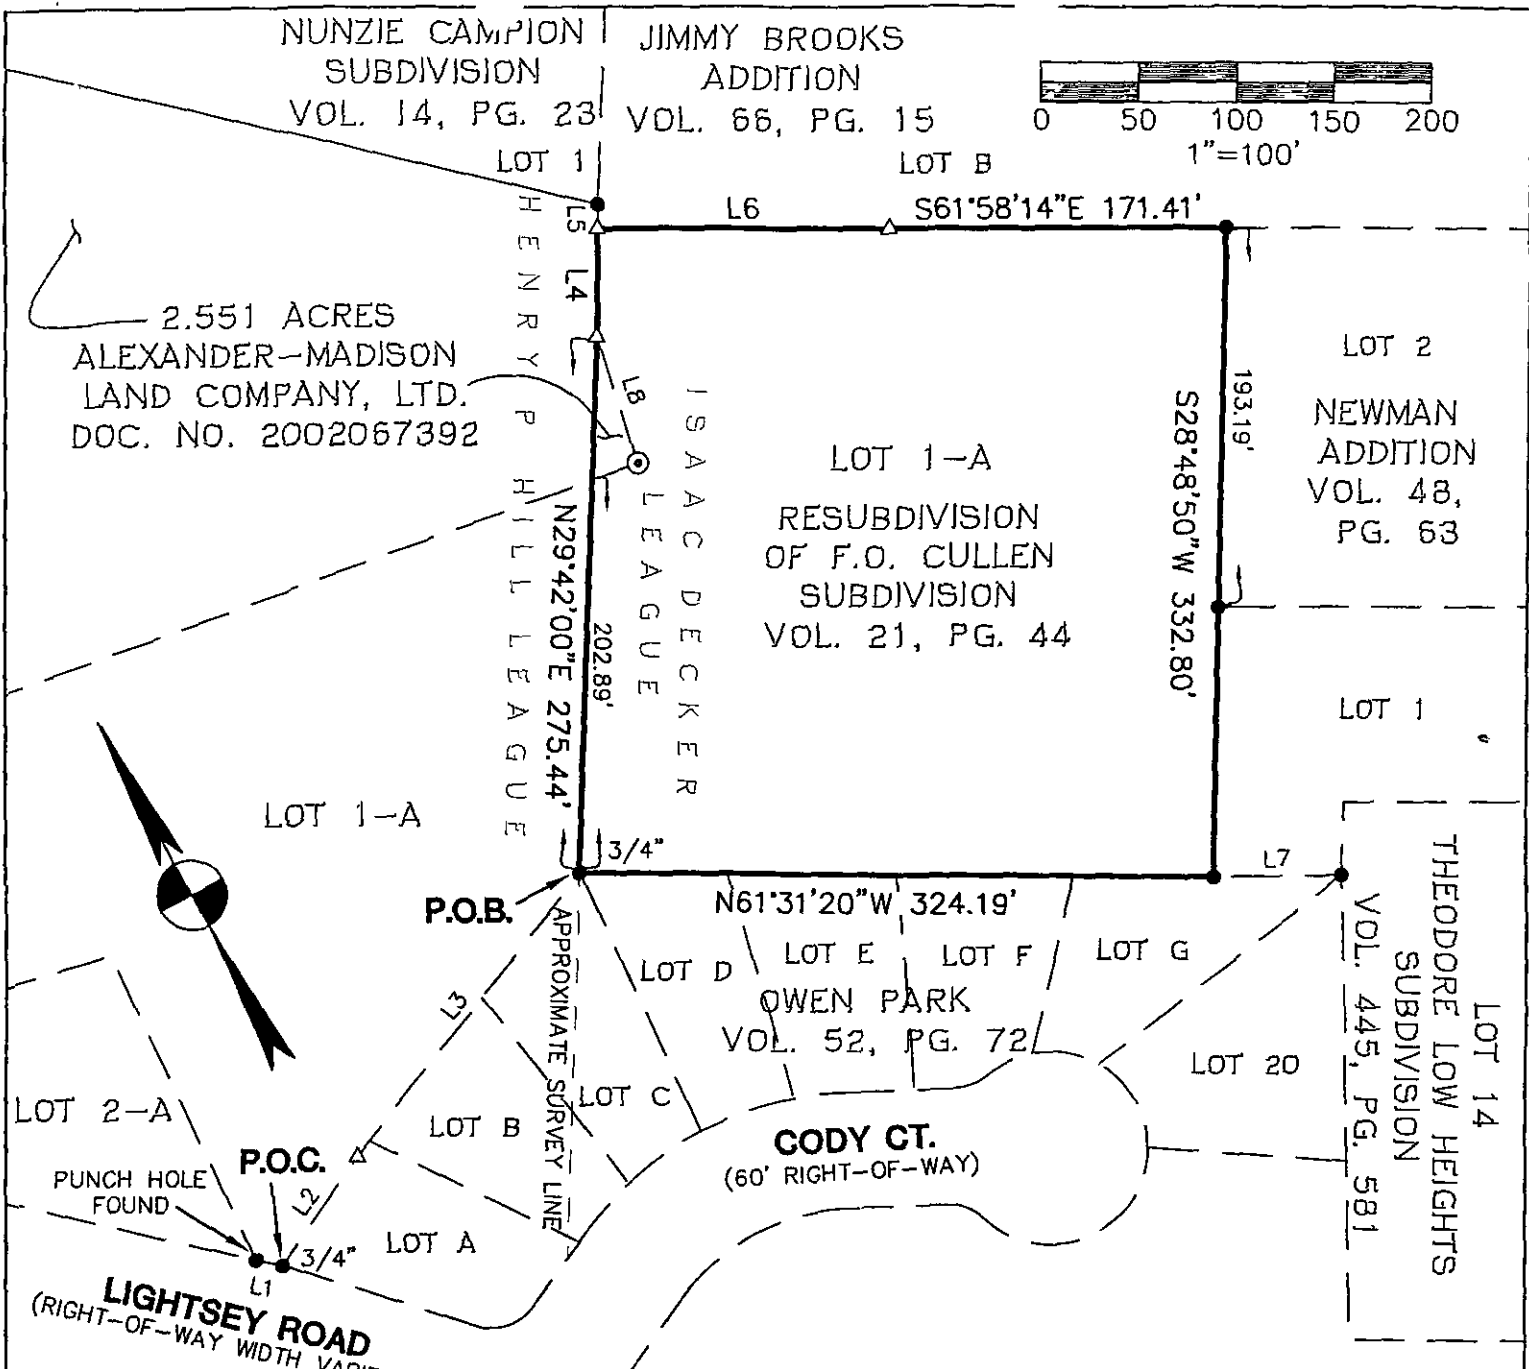 NUNZIE CAMPION
SUBDIVISION
VOL. 14, PG. 23
LOT 1
JIMMY BROOKS
ADDITION
VOL. 66, PG. 15
LOT B
0 50 100 150 200
1"=100'
L5
L6
S61°58'14"E 171.41'
L4
2.551 ACRES
ALEXANDER-MADISON
LAND COMPANY, LTD.
DOC. NO. 2002067392
HENRY P HILL LEAGUE
L8
ISAAC DECKER
LEAGUE
LOT 1-A
RESUBDIVISION
OF F.O. CULLEN
SUBDIVISION
VOL. 21, PG. 44
193.19'
S28°48'50"W 332.80'
LOT 2
NEWMAN
ADDITION
VOL. 48,
PG. 63
LOT 1
N29°42'00"E 275.44'
202.89'
LOT 1-A
3/4"
P.O.B.
N61°31'20"W 324.19'
L7
APPROXIMATE SURVEY LINE
LOT D
LOT E
LOT F
LOT G
OWEN PARK
VOL. 52, PG. 72
L3
LOT C
LOT B
LOT 20
LOT 14
THEODORE LOW HEIGHTS
SUBDIVISION
VOL. 445, PG. 581
LOT 2-A
CODY CT.
(60' RIGHT-OF-WAY)
P.O.C.
PUNCH HOLE
FOUND
L2
3/4"
LOT A
L1
LIGHTSEY ROAD
(RIGHT-OF-WAY WIDTH